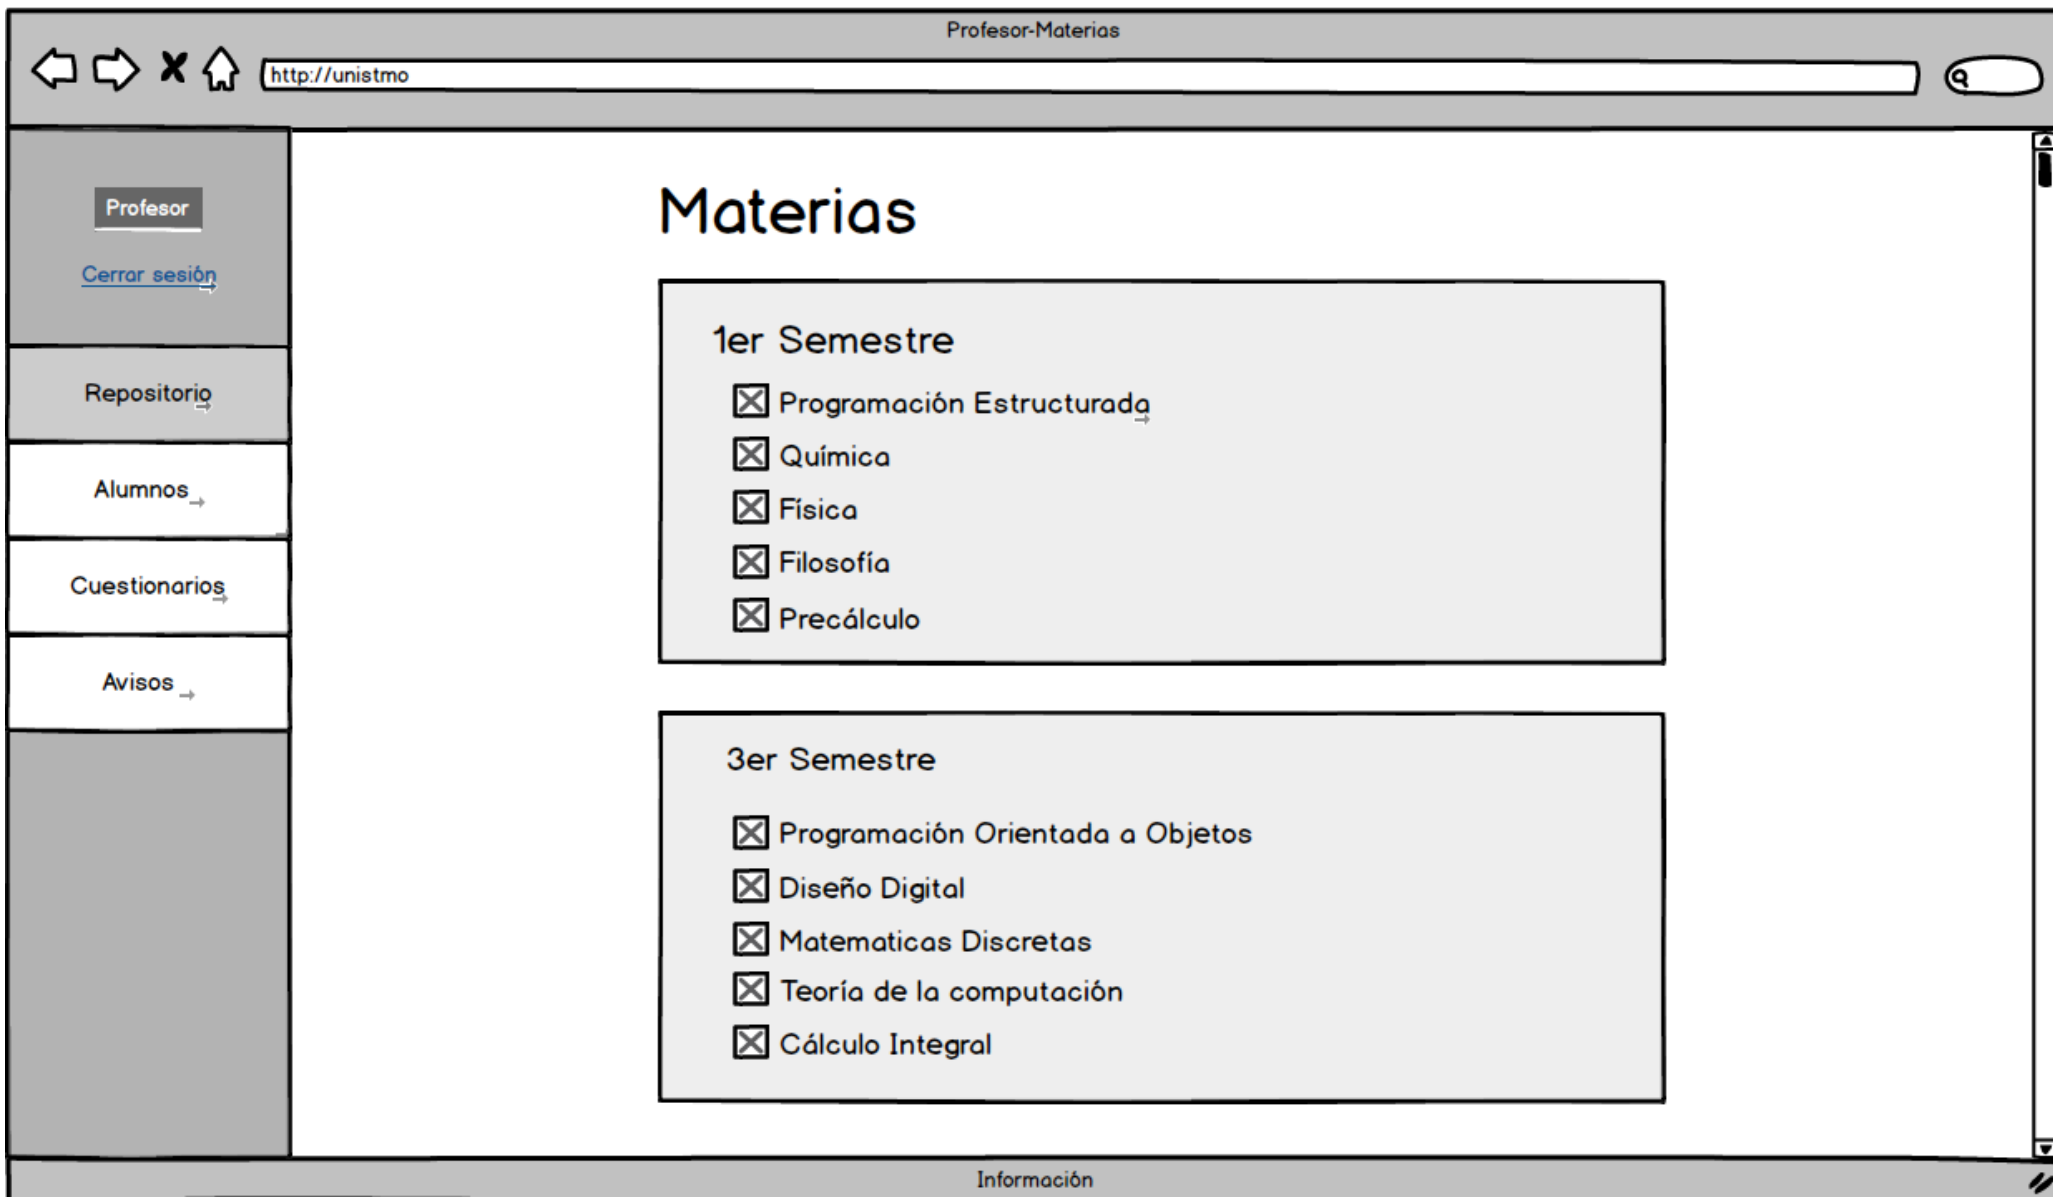 Profesor-Materias
http://unistmo
Profesor
Cerrar sesión
Repositorio
Alumnos
Cuestionarios
Avisos
Materias
1er Semestre
Programación Estructurada
Química
Física
Filosofía
Precálculo
3er Semestre
Programación Orientada a Objetos
Diseño Digital
Matematicas Discretas
Teoría de la computación
Cálculo Integral
Información